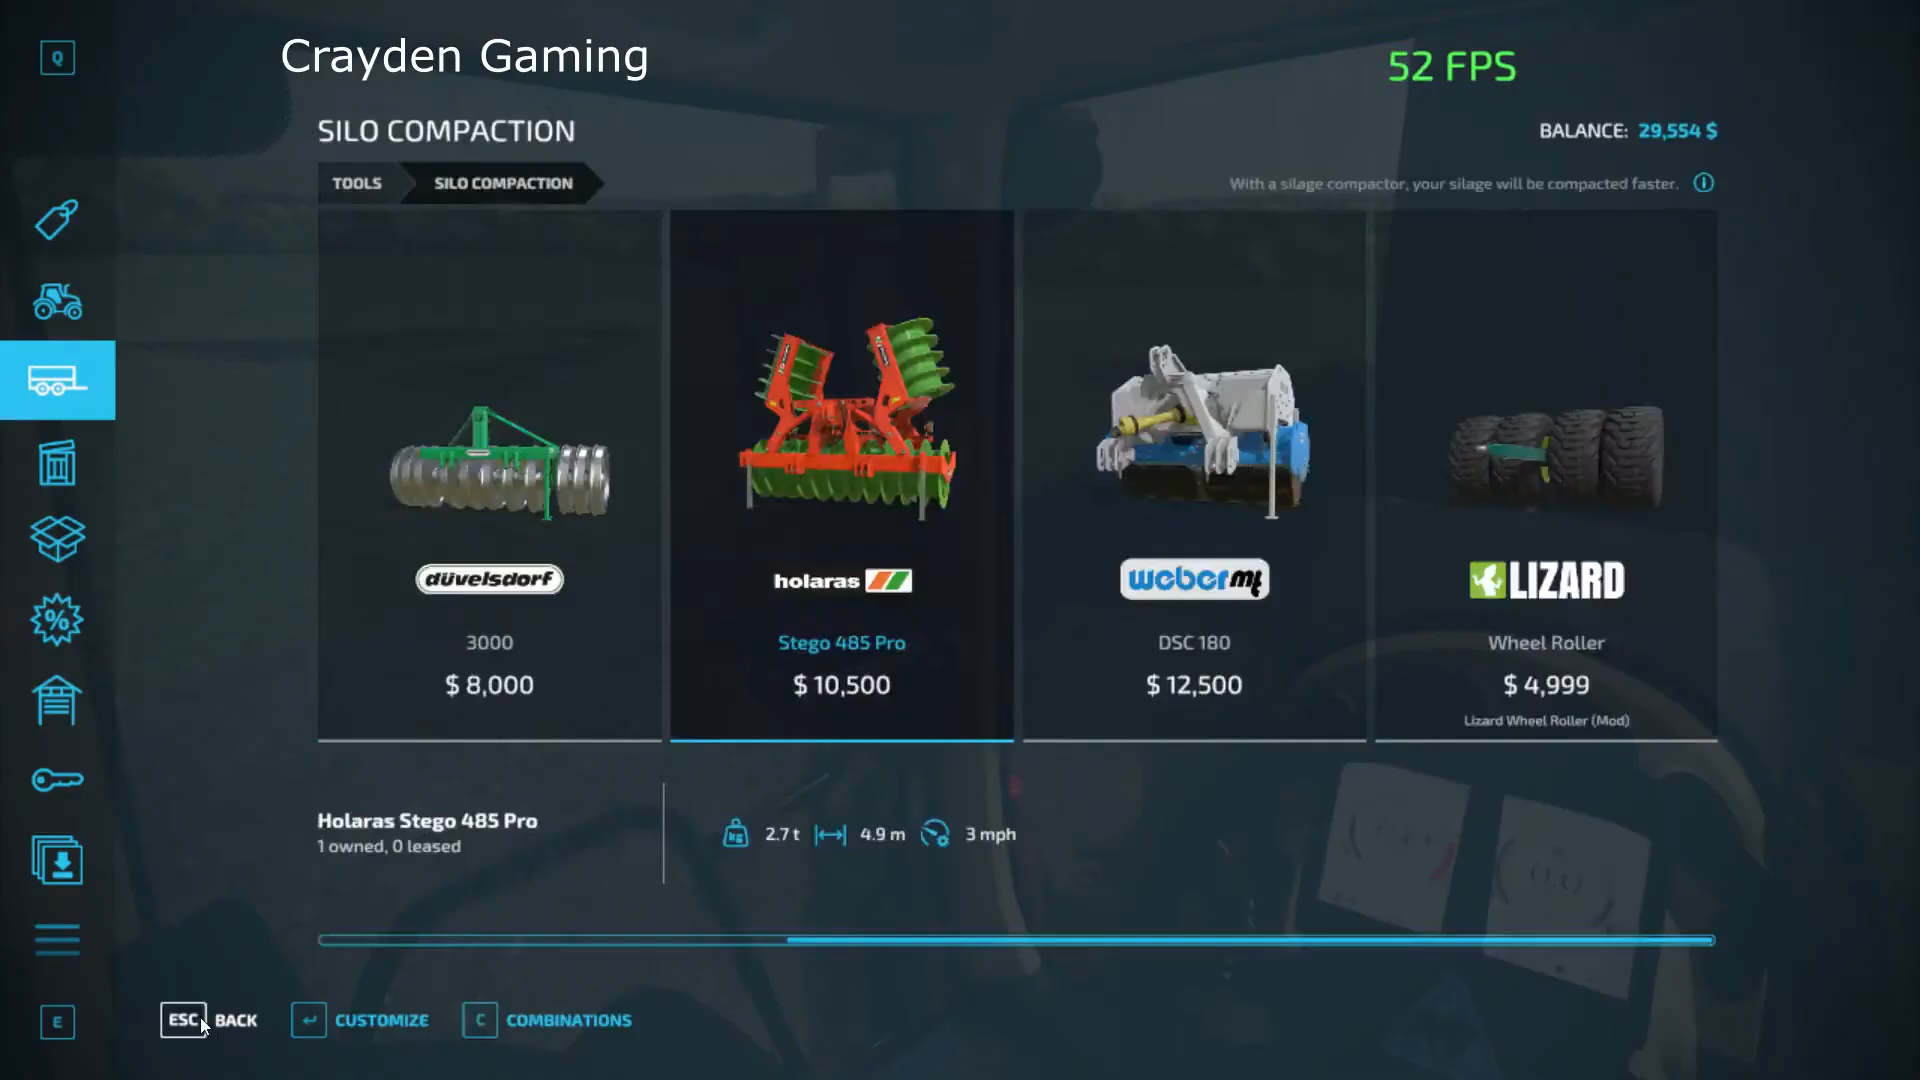 Q
Crayden Gaming
52 FPS
SILO COMPACTION
BALANCE: 29,554 $
TOOLS
SILO COMPACTION
With a silage compactor, your silage will be compacted faster.
düvelsdorf
holaras
weber mt
LIZARD
3000
Stego 485 Pro
DSC 180
Wheel Roller
$ 8,000
$ 10,500
$ 12,500
$ 4,999
Lizard Wheel Roller (Mod)
Holaras Stego 485 Pro
1 owned, 0 leased
kg
2.7 t
4.9 m
3 mph
E
ESC BACK
CUSTOMIZE
C COMBINATIONS